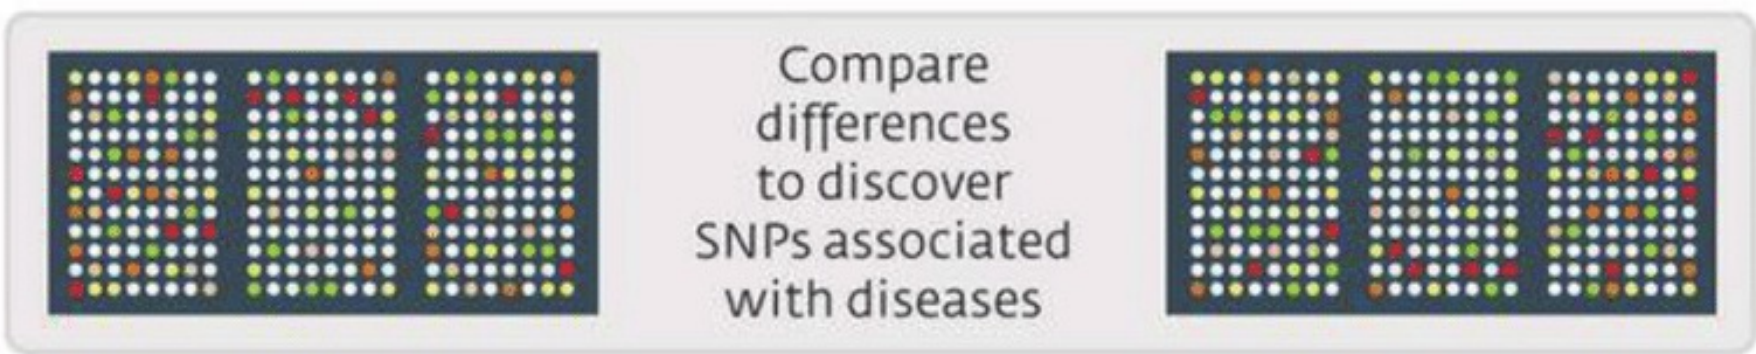 Compare
differences
to discover
SNPs associated
with diseases